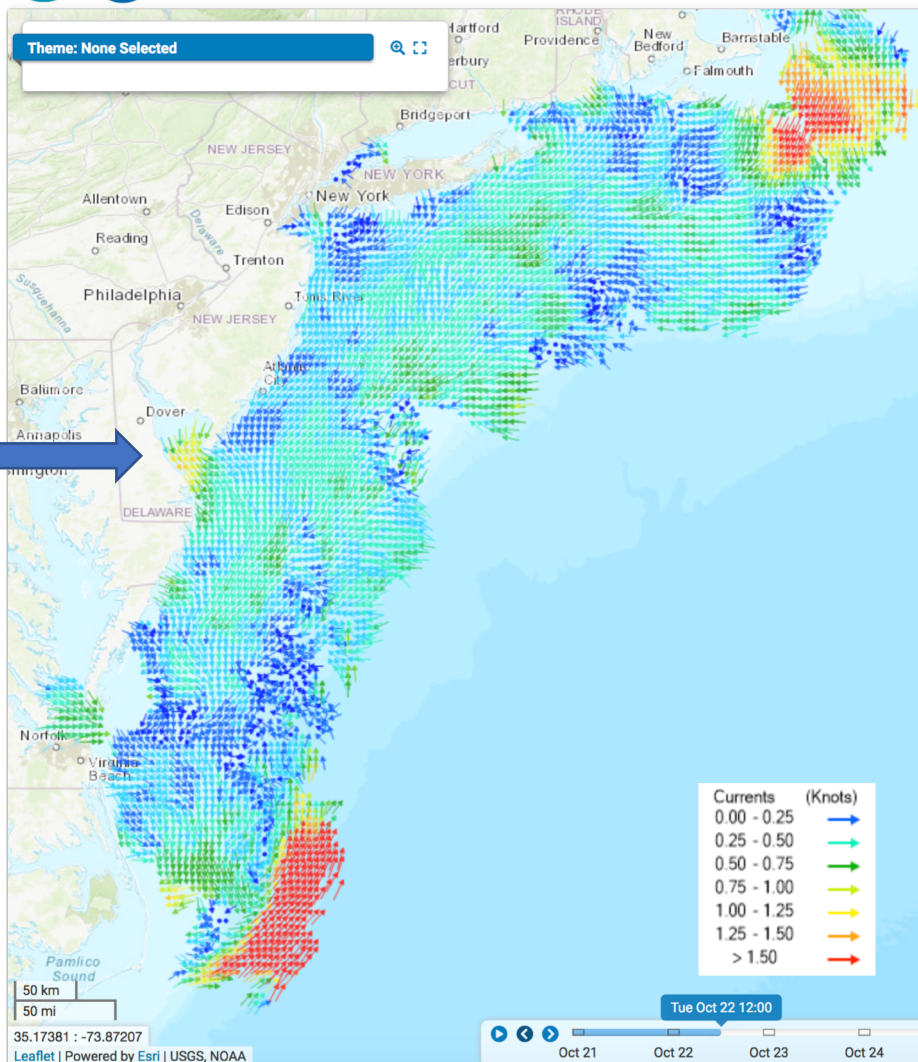 Theme: None Selected
RHODE
ISLAND
Hartford
Providence
New
Bedford
Barnstable
Falmouth
erbury
CUT
Bridgeport
NEW JERSEY
NEW YORK
New York
Allentown
Edison
Reading
Delaware
Trenton
Susquehanna
Philadelphia
Toms River
NEW JERSEY
Atlantic
City
Baltimore
Dover
Annapolis
shington
DELAWARE
Norfolk
Virginia
Beach
Pamlico
Sound
Currents (Knots)
0.00 - 0.25
0.25 - 0.50
0.50 - 0.75
0.75 - 1.00
1.00 - 1.25
1.25 - 1.50
> 1.50
50 km
50 mi
35.17381 : -73.87207
Leaflet | Powered by Esri | USGS, NOAA
Tue Oct 22 12:00
Oct 21
Oct 22
Oct 23
Oct 24